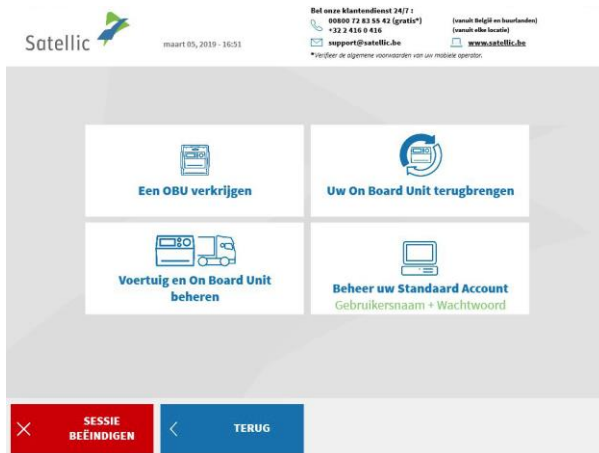 Satellic
maart 05, 2019 - 16:51
Bel onze klantendienst 24/7 :
00800 72 83 55 42 (gratis*) (vanuit België en buurlanden)
+32 2 416 0 416 (vanuit elke locatie)
support@satellic.be www.satellic.be
*Verifieer de algemene voorwaarden van uw mobiele operator.
Een OBU verkrijgen
Uw On Board Unit terugbrengen
Voertuig en On Board Unit
beheren
Beheer uw Standaard Account
Gebruikersnaam + Wachtwoord
SESSIE
BEËINDIGEN
TERUG